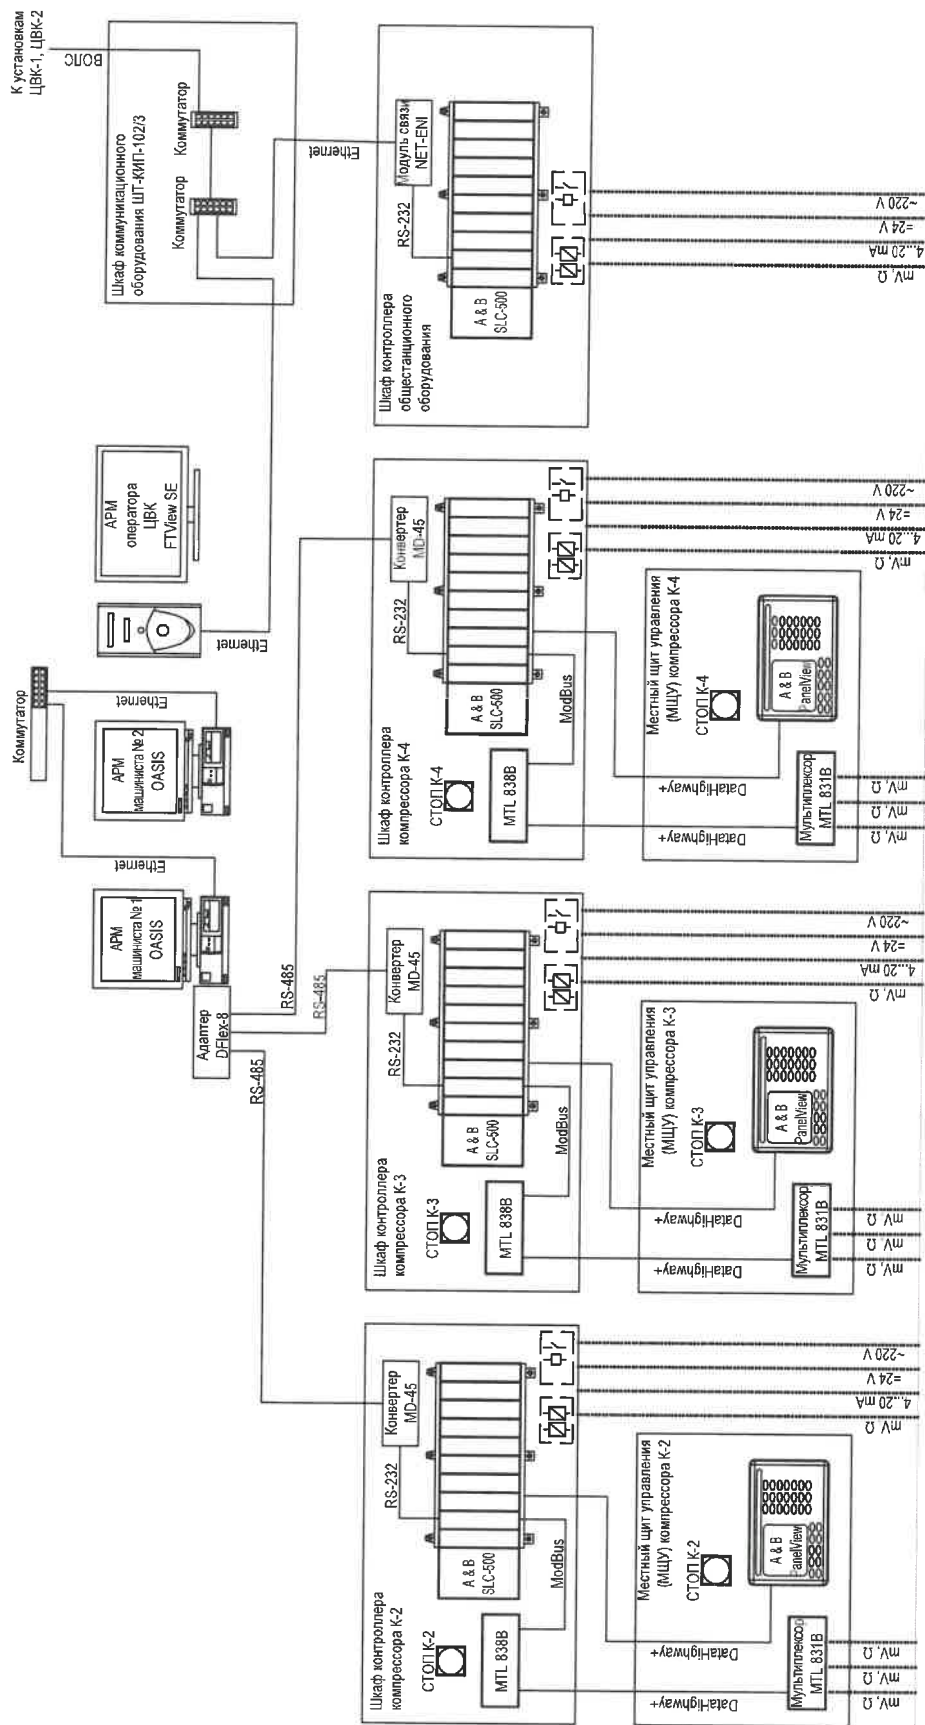 К установкам
ЦВК-1, ЦВК-2
ВОЛС
Шкаф коммуникационного
оборудования ШТ-КИП-102/3
Коммутатор
Коммутатор
Ethernet
Ethernet
АРМ
оператора
ЦВК
FTView SE
Коммутатор
Ethernet
Ethernet
АРМ
машиниста № 2
OASIS
АРМ
машиниста № 1
OASIS
Адаптер
DFlex-8
RS-485
RS-485
RS-485
Шкаф контроллера
компрессора К-2
СТОП К-2
Конвертер
MD-45
RS-232
A & B
SLC-500
MTL 838B
ModBus
DataHighway+
DataHighway+
~220 V
=24 V
4...20 mA
mV, Ω
Местный щит управления
(МЩУ) компрессора К-2
СТОП К-2
A & B
PanelView
Мультиплексор
MTL 831B
mV, Ω
mV, Ω
mV, Ω
Шкаф контроллера
компрессора К-3
СТОП К-3
Конвертер
MD-45
RS-232
A & B
SLC-500
MTL 838B
ModBus
DataHighway+
DataHighway+
~220 V
=24 V
4...20 mA
mV, Ω
Местный щит управления
(МЩУ) компрессора К-3
СТОП К-3
A & B
PanelView
Мультиплексор
MTL 831B
mV, Ω
mV, Ω
mV, Ω
Шкаф контроллера
компрессора К-4
СТОП К-4
Конвертер
MD-45
RS-232
A & B
SLC-500
MTL 838B
ModBus
DataHighway+
DataHighway+
~220 V
=24 V
4...20 mA
mV, Ω
Местный щит управления
(МЩУ) компрессора К-4
СТОП К-4
A & B
PanelView
Мультиплексор
MTL 831B
mV, Ω
mV, Ω
mV, Ω
Шкаф контроллера
общестанционного
оборудования
Модуль связи
NET-ENI
RS-232
A & B
SLC-500
~220 V
=24 V
4...20 mA
mV, Ω